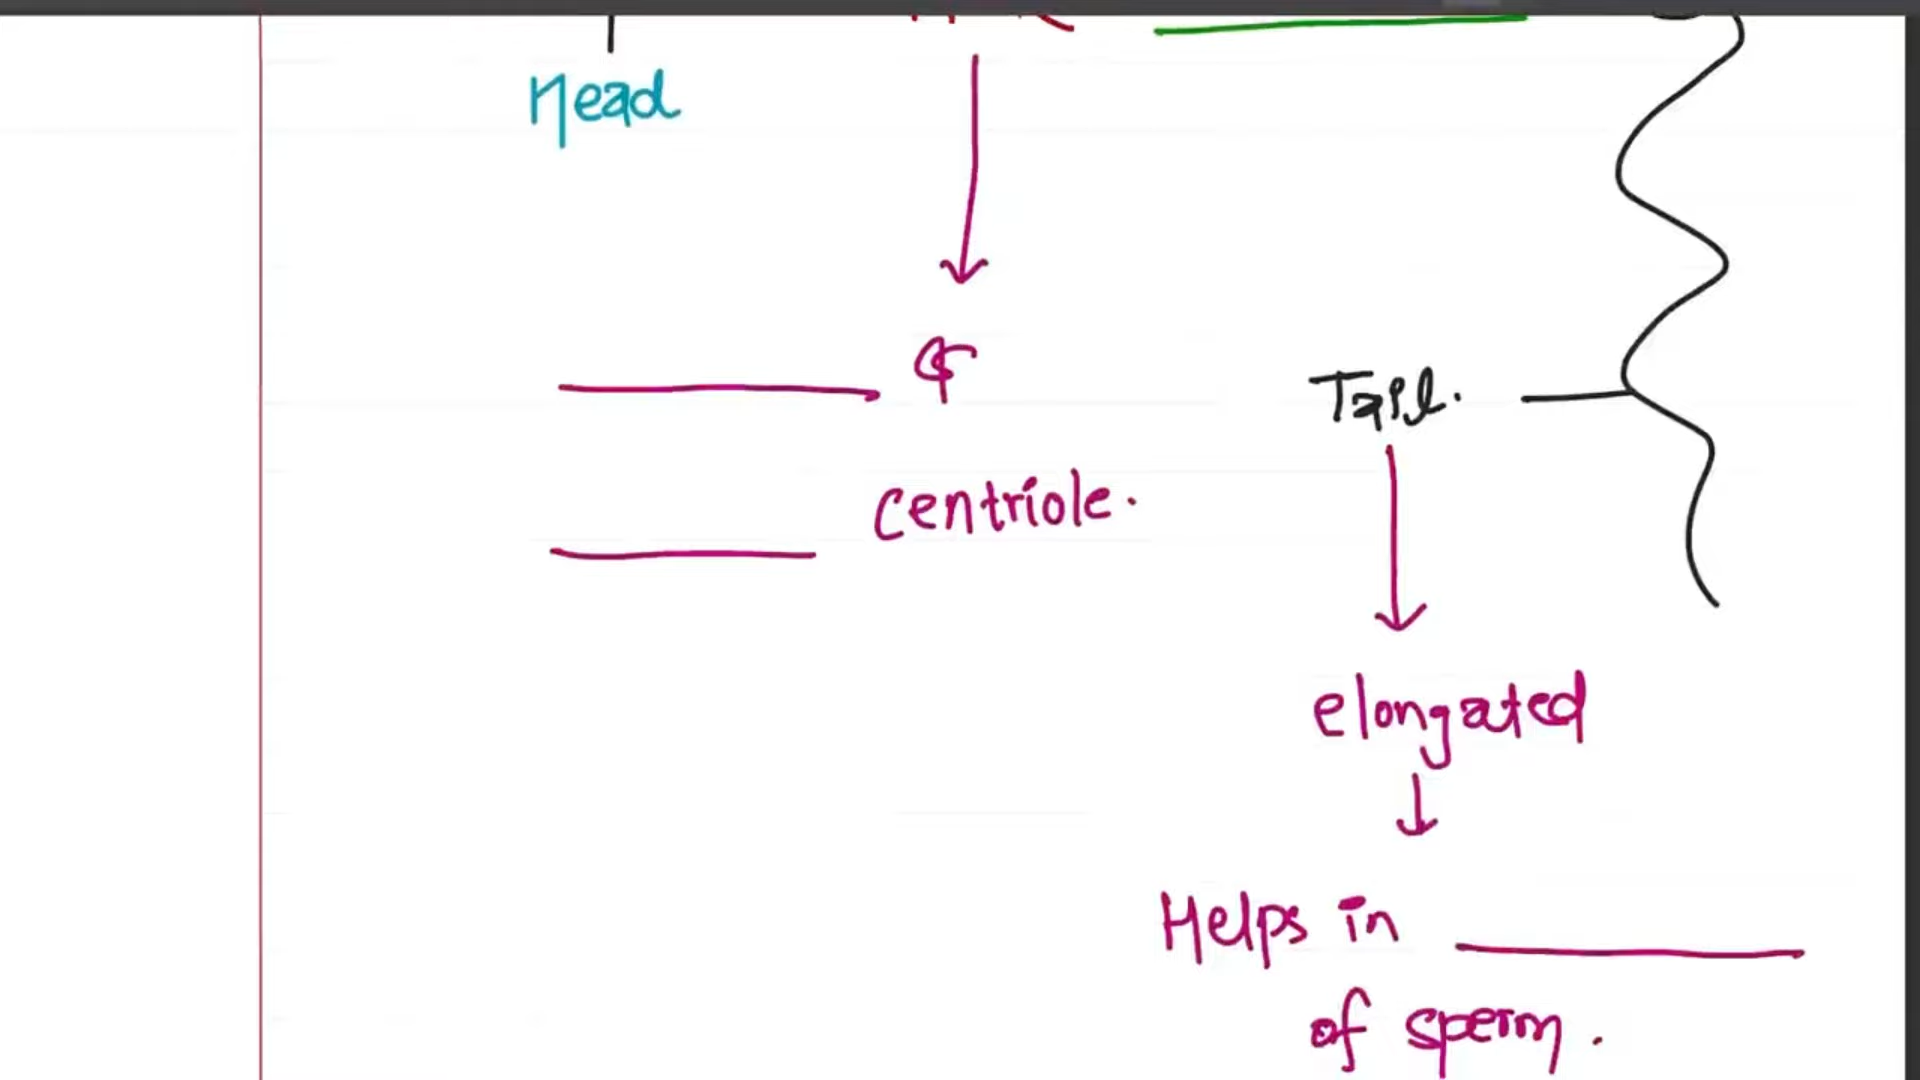 Head
&
Tail.
Centriole.
elongated
Helps in
of sperm.